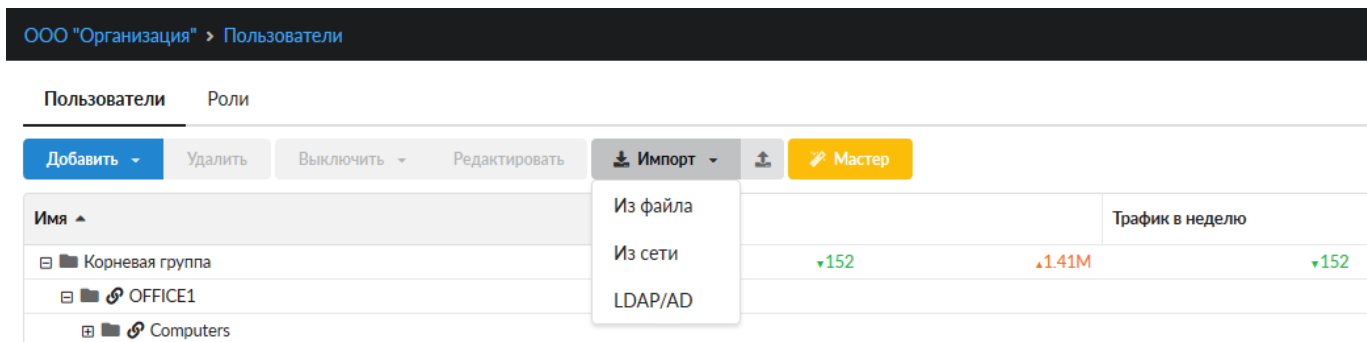 ООО "Организация" > Пользователи
Пользователи Роли
Добавить Удалить Выключить Редактировать Импорт Мастер
Имя Трафик в неделю
Из файла
Корневая группа 152 1.41M 152
Из сети
OFFICE1
LDAP/AD
Computers